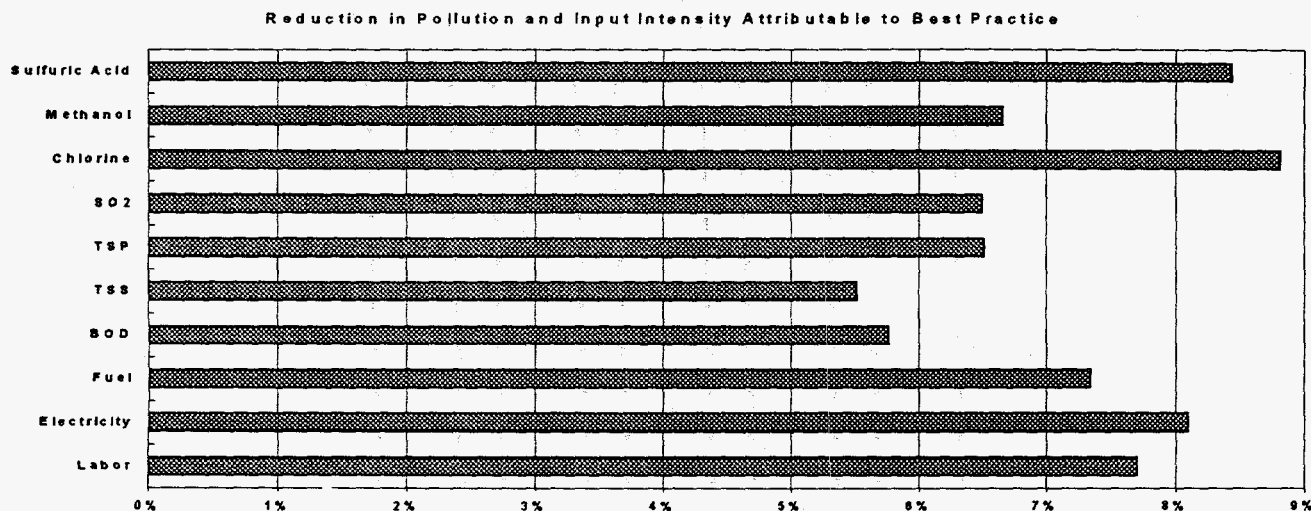 Reduction in Pollution and Input Intensity Attributable to Best Practice
Sulfuric Acid
Methanol
Chlorine
SO2
TSP
TSS
BOD
Fuel
Electricity
Labor
0% 1% 2% 3% 4% 5% 6% 7% 8% 9%